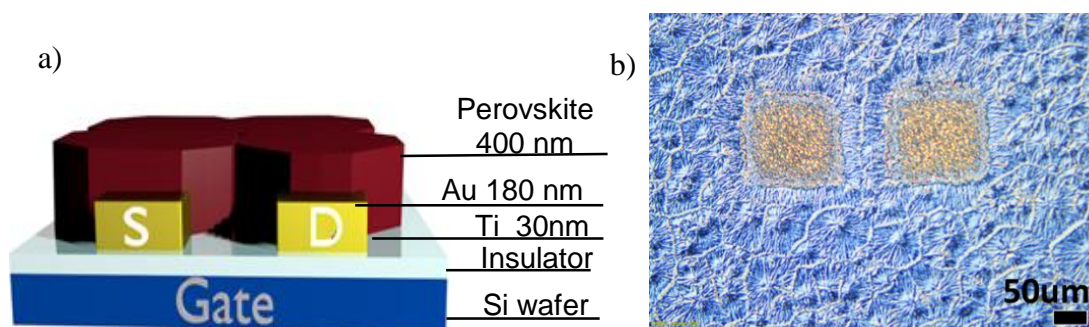 a)
Perovskite
400 nm
Au 180 nm
Ti 30nm
Insulator
Si wafer
S
D
Gate
b)
50um